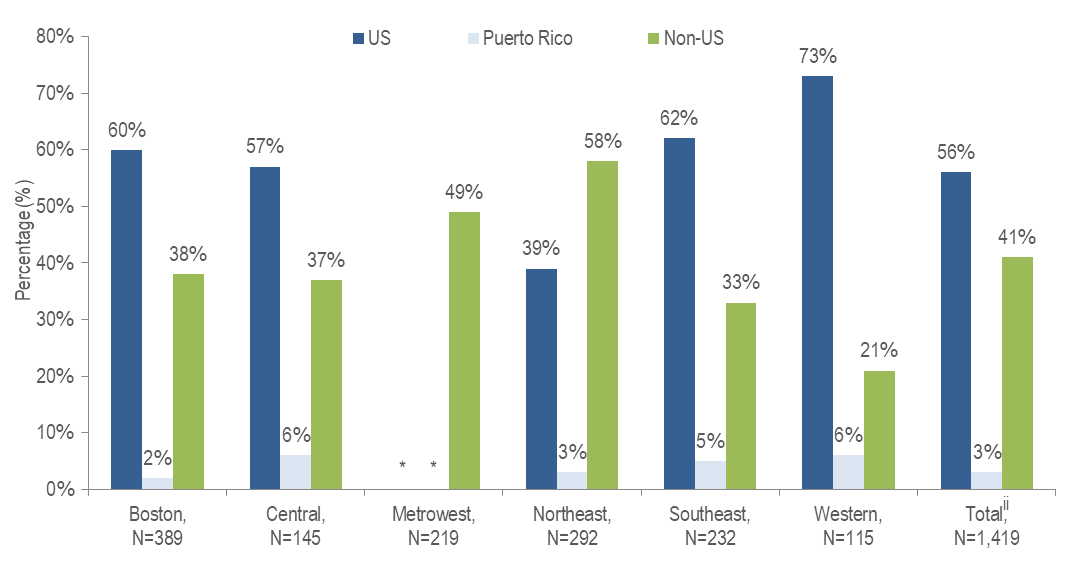 80%
US
Puerto Rico
Non-US
70%
60%
50%
40%
30%
20%
10%
0%
Percentage (%)
60%
2%
38%
57%
6%
37%
*
*
49%
39%
3%
58%
62%
5%
33%
73%
6%
21%
56%
3%
41%
Boston,
N=389
Central,
N=145
Metrowest,
N=219
Northeast,
N=292
Southeast,
N=232
Western,
N=115
Total,ii
N=1,419